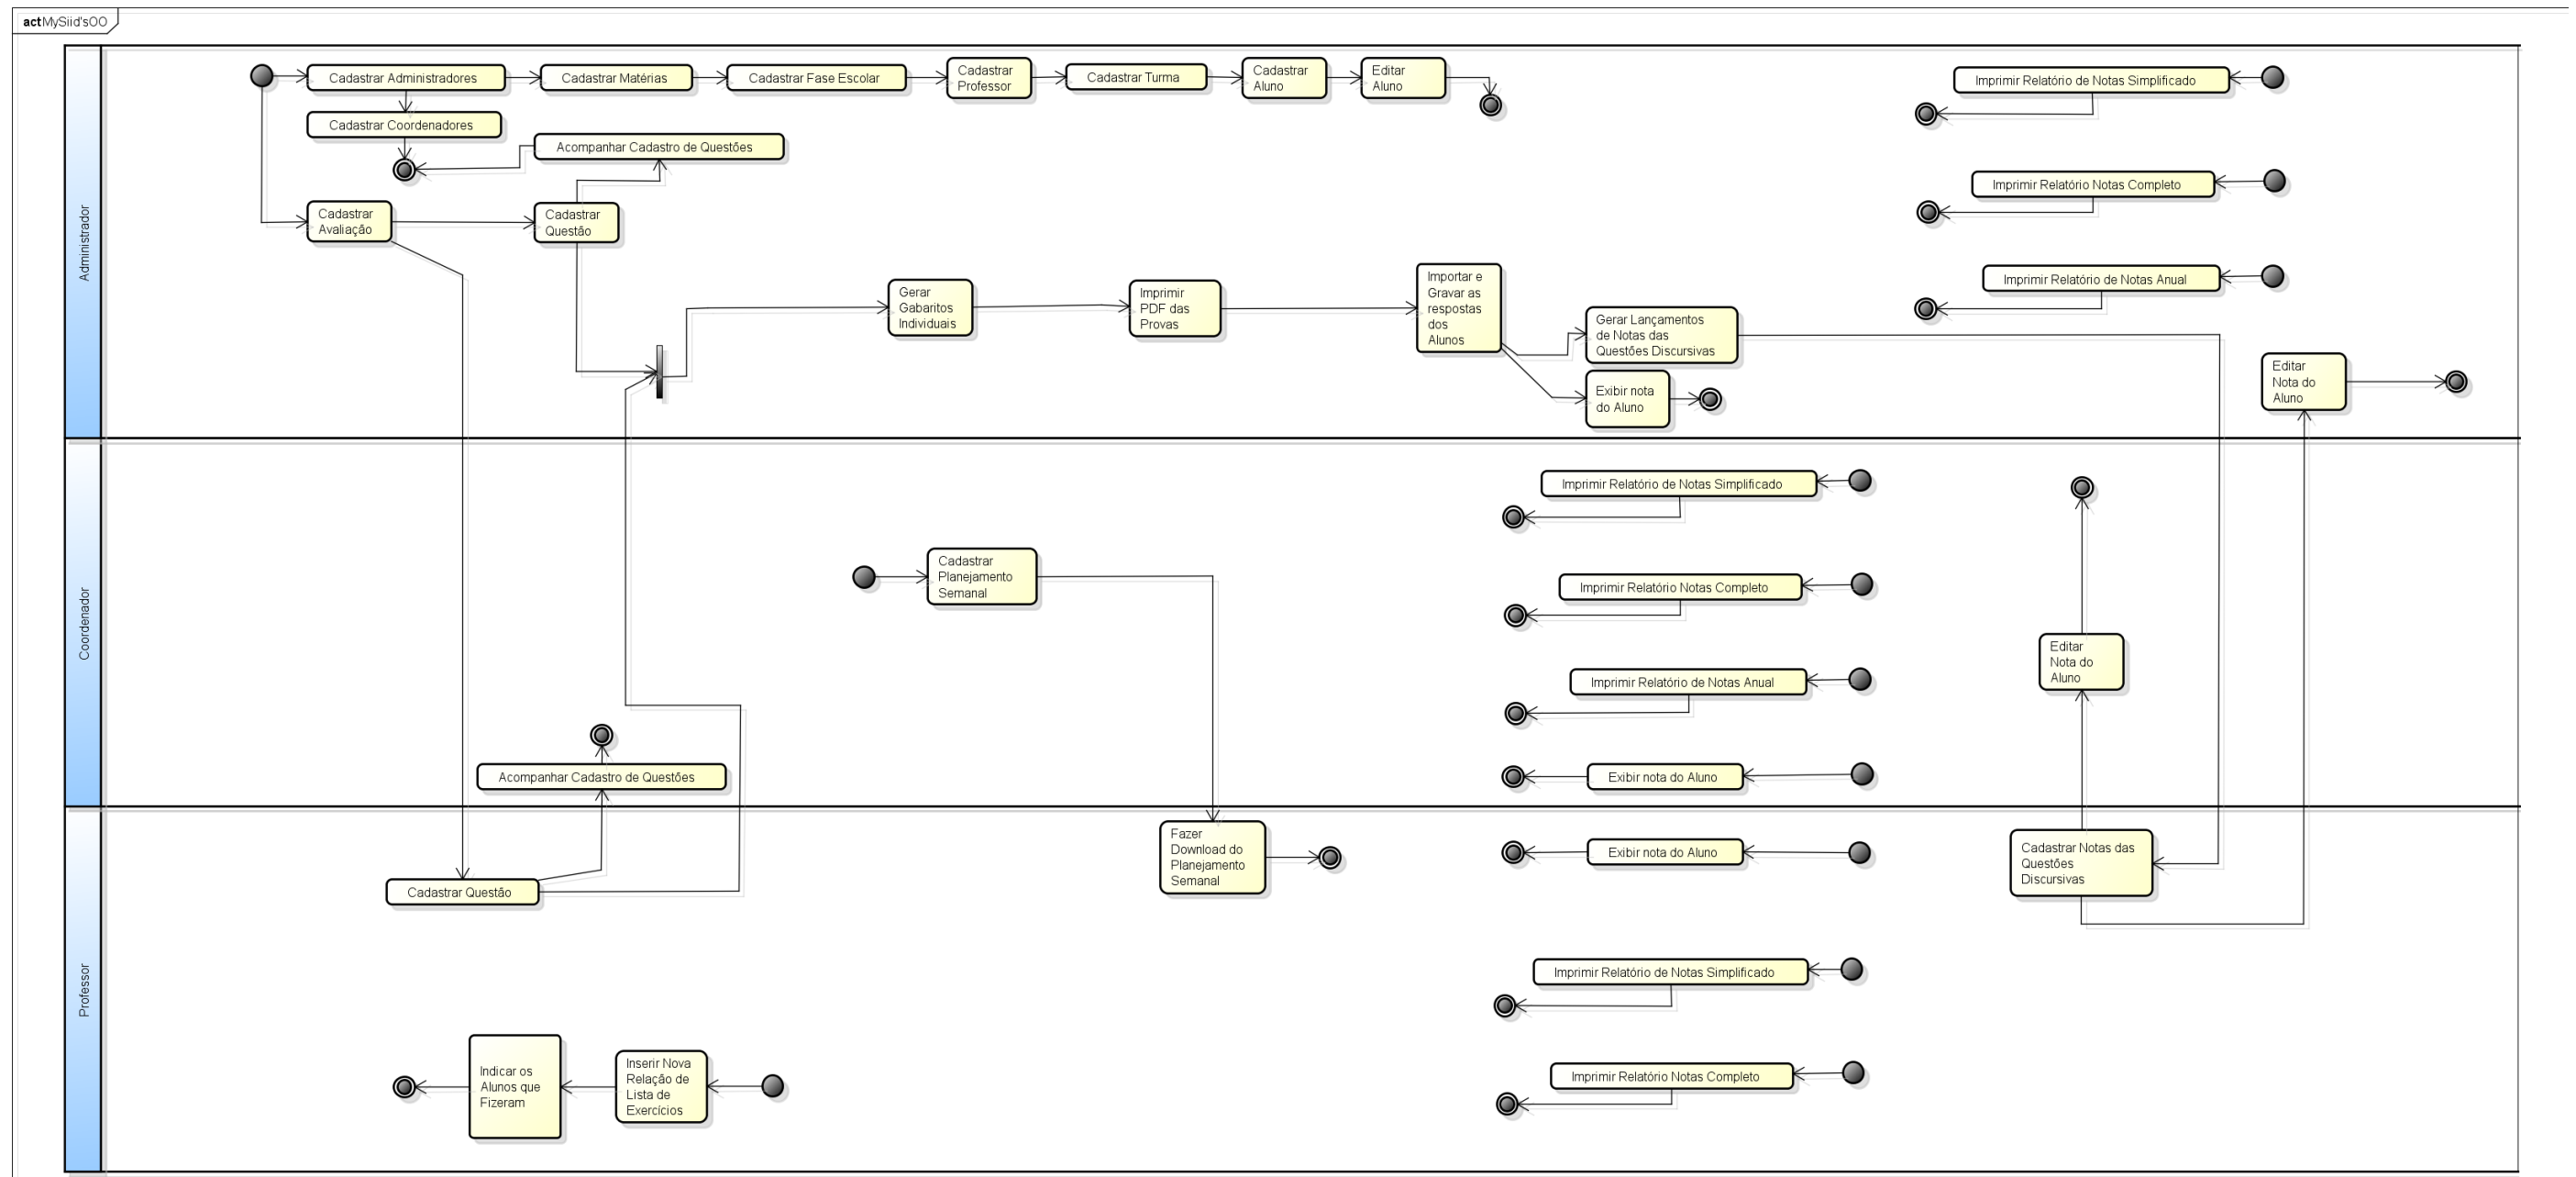 act MySiid'sOO
Administrador
Cadastrar Administradores
Cadastrar Matérias
Cadastrar Fase Escolar
Cadastrar
Professor
Cadastrar Turma
Cadastrar
Aluno
Editar
Aluno
Imprimir Relatório de Notas Simplificado
Cadastrar Coordenadores
Acompanhar Cadastro de Questões
Imprimir Relatório Notas Completo
Cadastrar
Avaliação
Cadastrar
Questão
Imprimir Relatório de Notas Anual
Gerar
Gabaritos
Individuais
Imprimir
PDF das
Provas
Importar e
Gravar as
respostas
dos
Alunos
Gerar Lançamentos
de Notas das
Questões Discursivas
Exibir nota
do Aluno
Editar
Nota do
Aluno
Coordenador
Imprimir Relatório de Notas Simplificado
Cadastrar
Planejamento
Semanal
Imprimir Relatório Notas Completo
Imprimir Relatório de Notas Anual
Editar
Nota do
Aluno
Acompanhar Cadastro de Questões
Exibir nota do Aluno
Professor
Fazer
Download do
Planejamento
Semanal
Exibir nota do Aluno
Cadastrar Notas das
Questões
Discursivas
Cadastrar Questão
Imprimir Relatório de Notas Simplificado
Indicar os
Alunos que
Fizeram
Inserir Nova
Relação de
Lista de
Exercícios
Imprimir Relatório Notas Completo